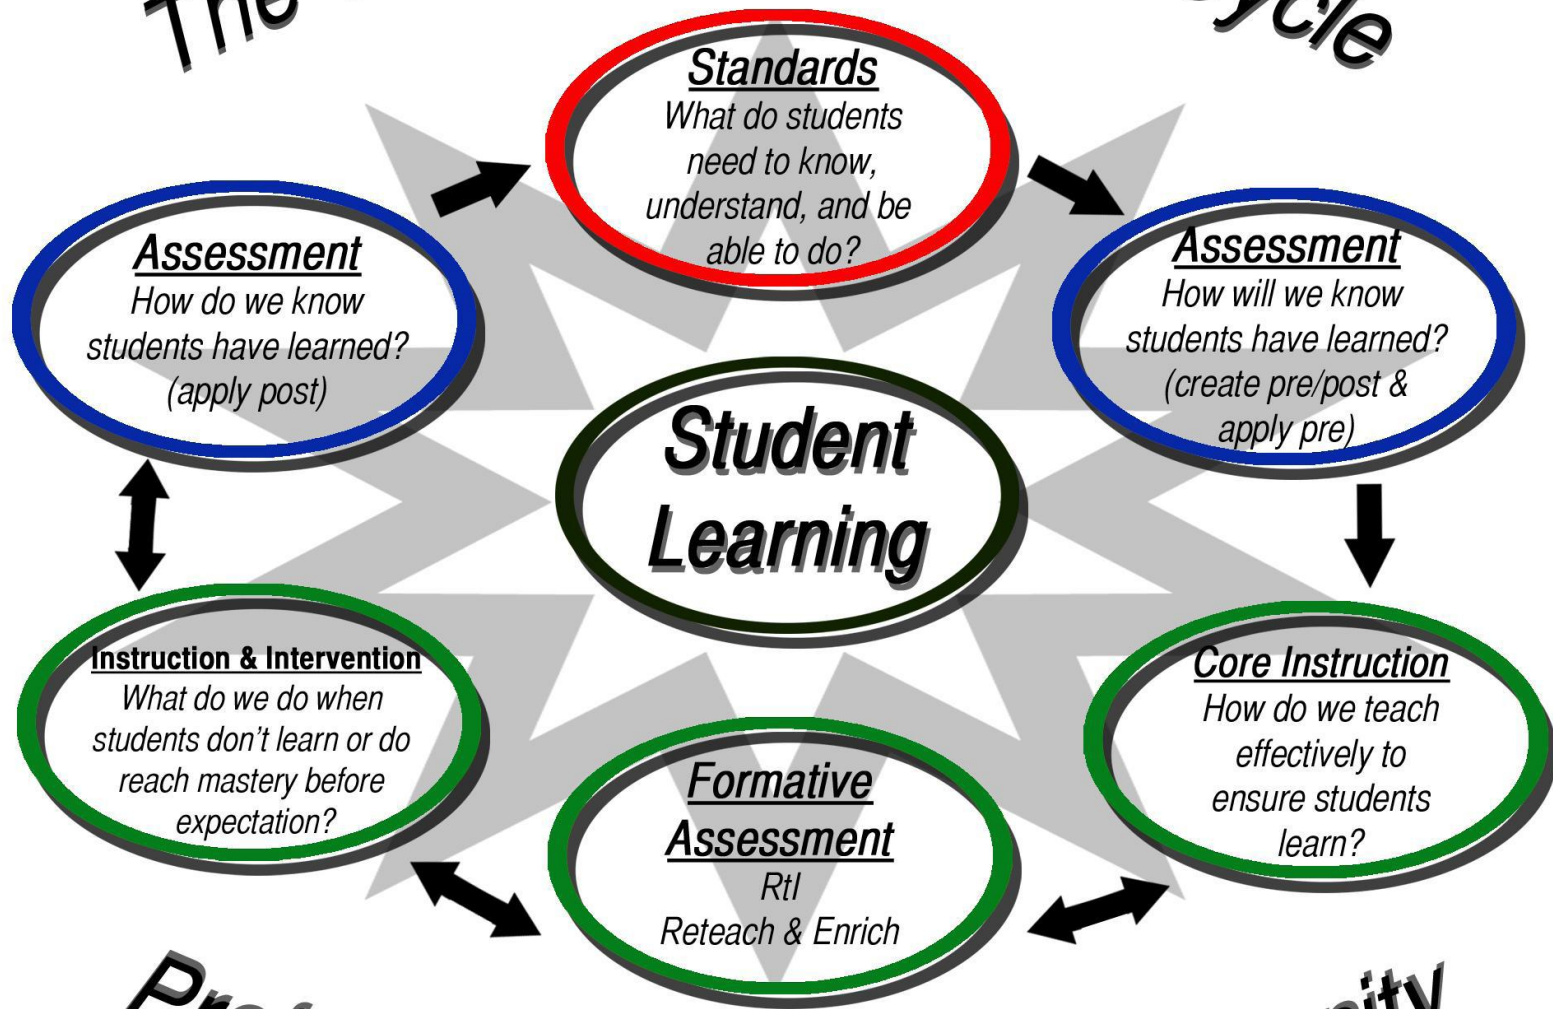 The
ycle
Standards
What do students
need to know,
understand, and be
able to do?
Assessment
How do we know
students have learned?
(apply post)
Assessment
How will we know
students have learned?
(create pre/post &
apply pre)
Student
Learning
Instruction & Intervention
What do we do when
students don't learn or do
reach mastery before
expectation?
Formative
Assessment
RtI
Reteach & Enrich
Core Instruction
How do we teach
effectively to
ensure students
learn?